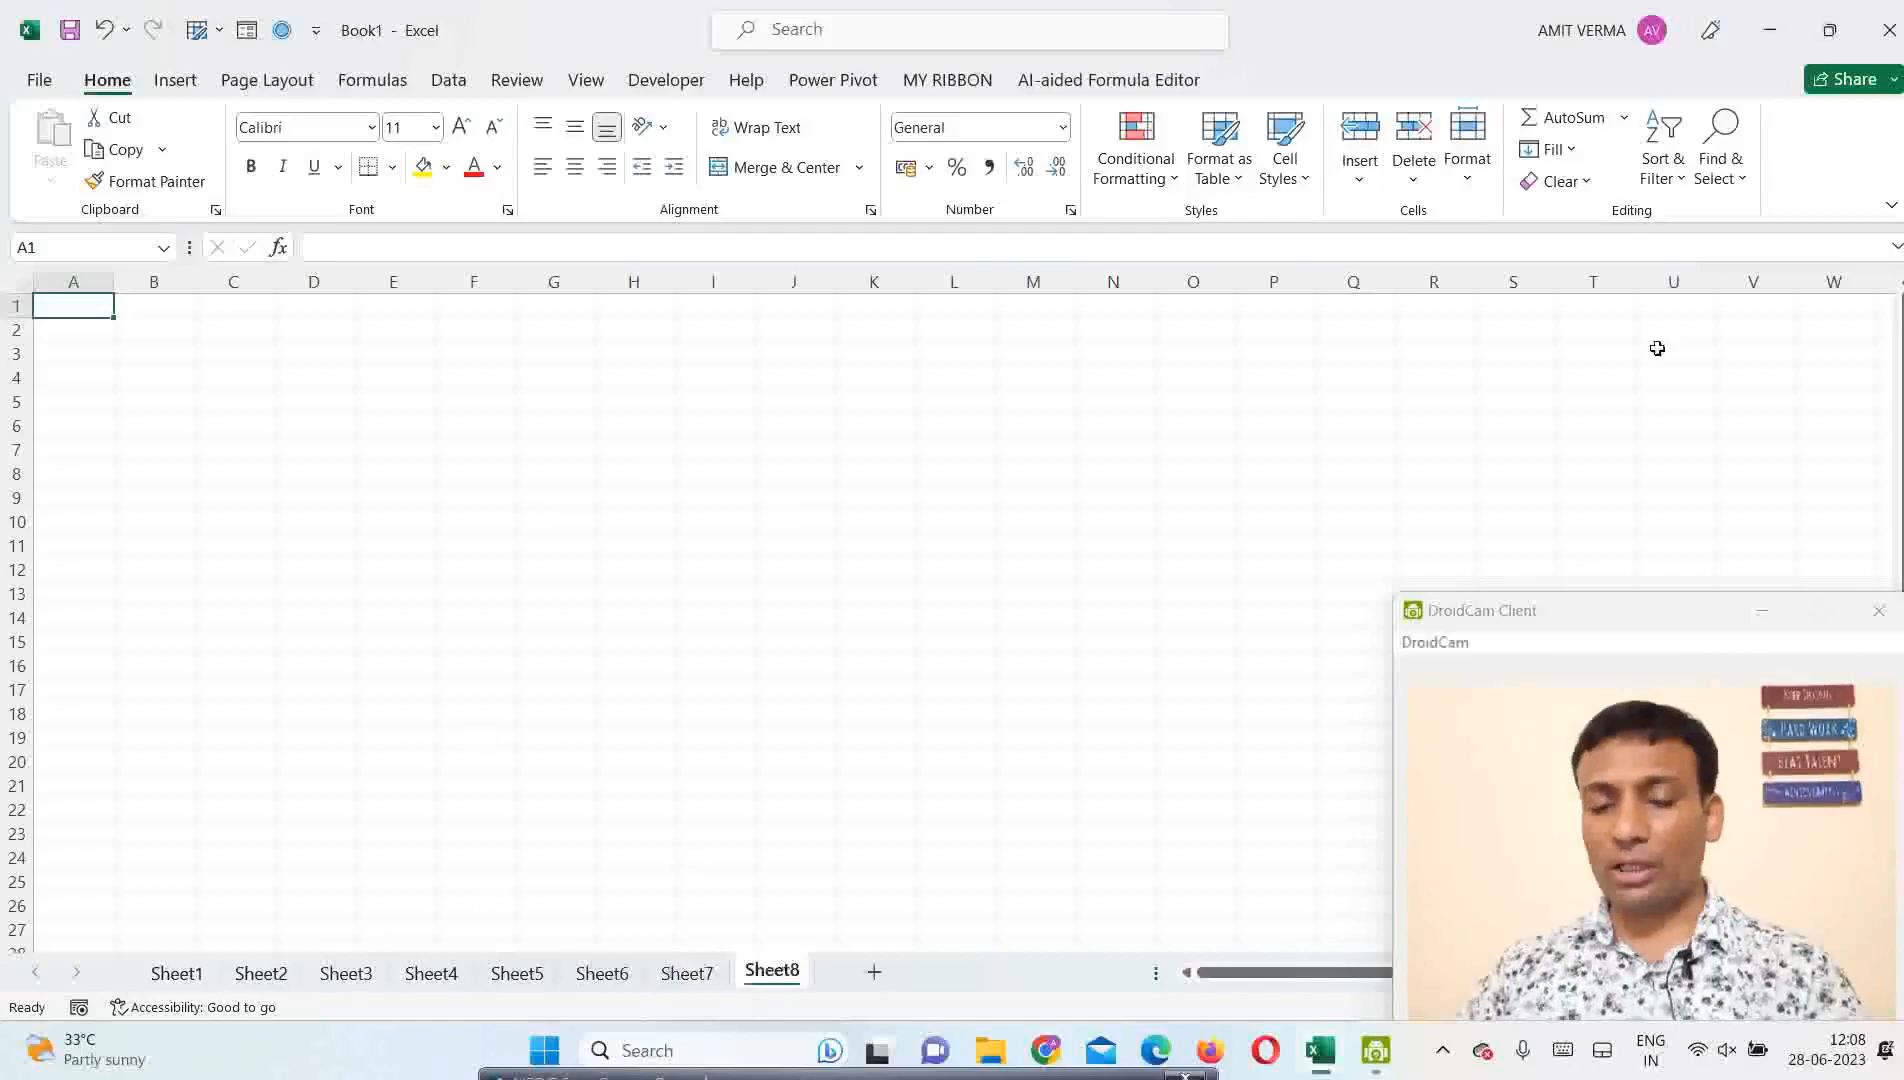 Book1 - Excel
Search
AMIT VERMA AV
File Home Insert Page Layout Formulas Data Review View Developer Help Power Pivot MY RIBBON AI-aided Formula Editor
Share
Paste
Cut
Copy
Format Painter
Clipboard
Calibri 11
B I U
Font
Wrap Text
Merge & Center
Alignment
General
%
Number
Conditional Formatting
Format as Table
Cell Styles
Styles
Insert
Delete
Format
Cells
AutoSum
Fill
Clear
Sort & Filter
Find & Select
Editing
A1
fx
A B C D E F G H I J K L M N O P Q R S T U V W
1
2
3
4
5
6
7
8
9
10
11
12
13
14
15
16
17
18
19
20
21
22
23
24
25
26
27
DroidCam Client
DroidCam
HARD WORK
BEAT TALENT
Sheet1 Sheet2 Sheet3 Sheet4 Sheet5 Sheet6 Sheet7 Sheet8
Ready
Accessibility: Good to go
33°C
Partly sunny
Search
ENG
IN
12:08
28-06-2023